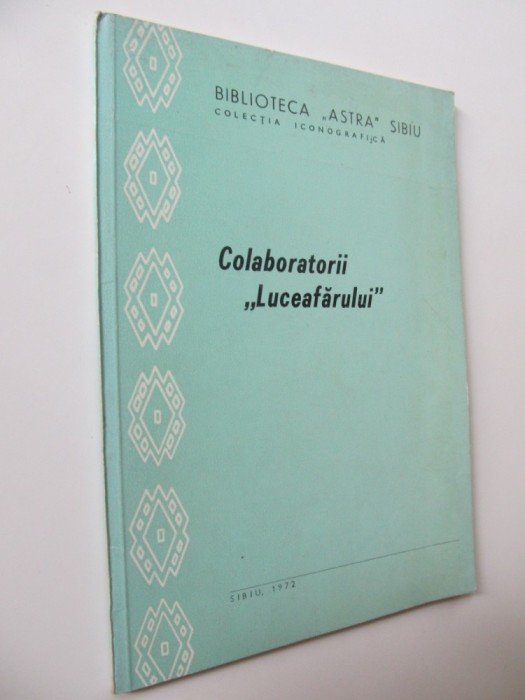 BIBLIOTECA „ASTRA” SIBIU
COLECȚIA ICONOGRAFICĂ
Colaboratorii
„Luceafărului”
SIBIU, 1972